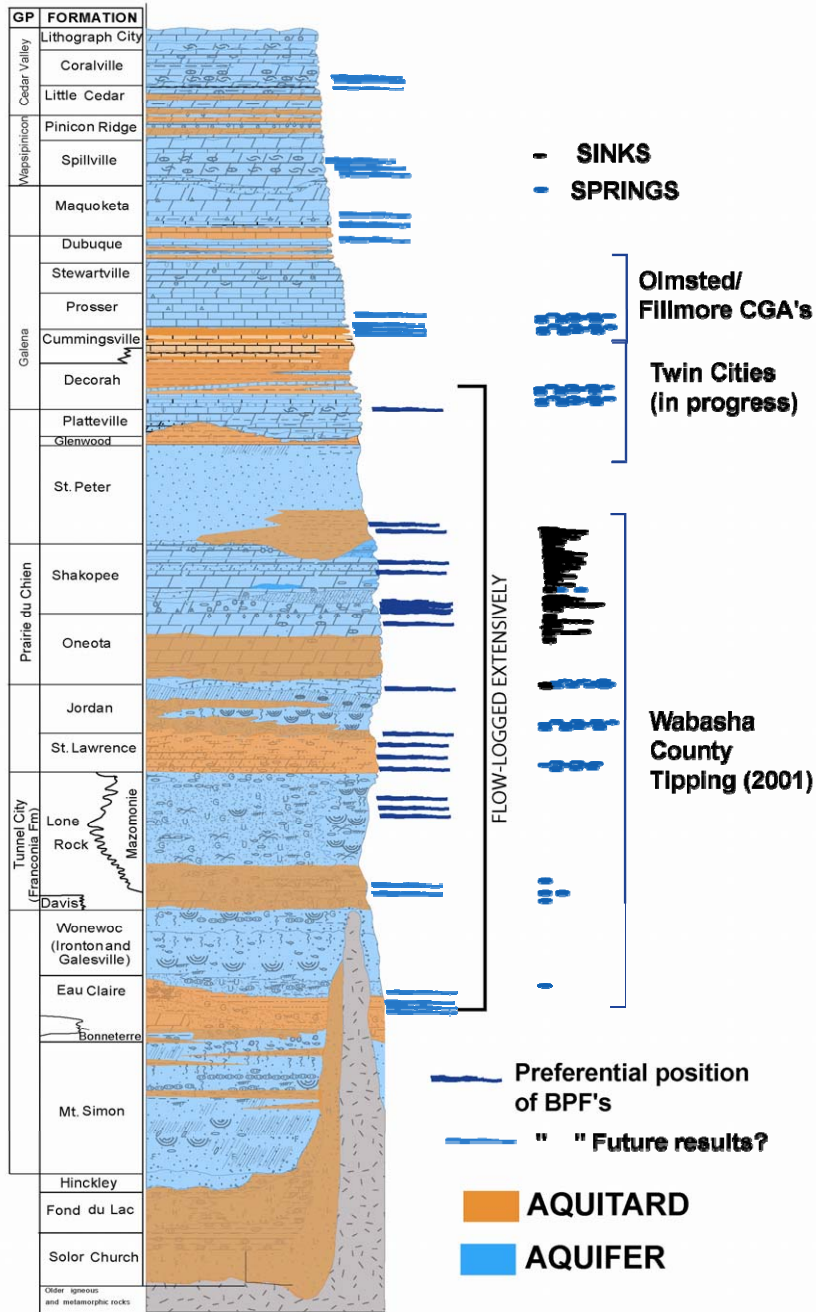 GP FORMATION
Cedar Valley
Lithograph City
Coralville
Little Cedar
Wapsipinicon
Pinicon Ridge
Spillville
Maquoketa
Galena
Dubuque
Stewartville
Prosser
Cummingsville
Decorah
Platteville
Glenwood
St. Peter
Prairie du Chien
Shakopee
Oneota
Jordan
St. Lawrence
Tunnel City
(Franconia Fm)
Lone
Rock
Mazomonie
Davis
Wonewoc
(Ironton and
Galesville)
Eau Claire
Bonneterre
Mt. Simon
Hinckley
Fond du Lac
Solor Church
Older igneous
and metamorphic rocks
FLOW-LOGGED EXTENSIVELY
SINKS
SPRINGS
Olmsted/
Fillmore CGA's
Twin Cities
(in progress)
Wabasha
County
Tipping (2001)
Preferential position
of BPF's
" " Future results?
AQUITARD
AQUIFER